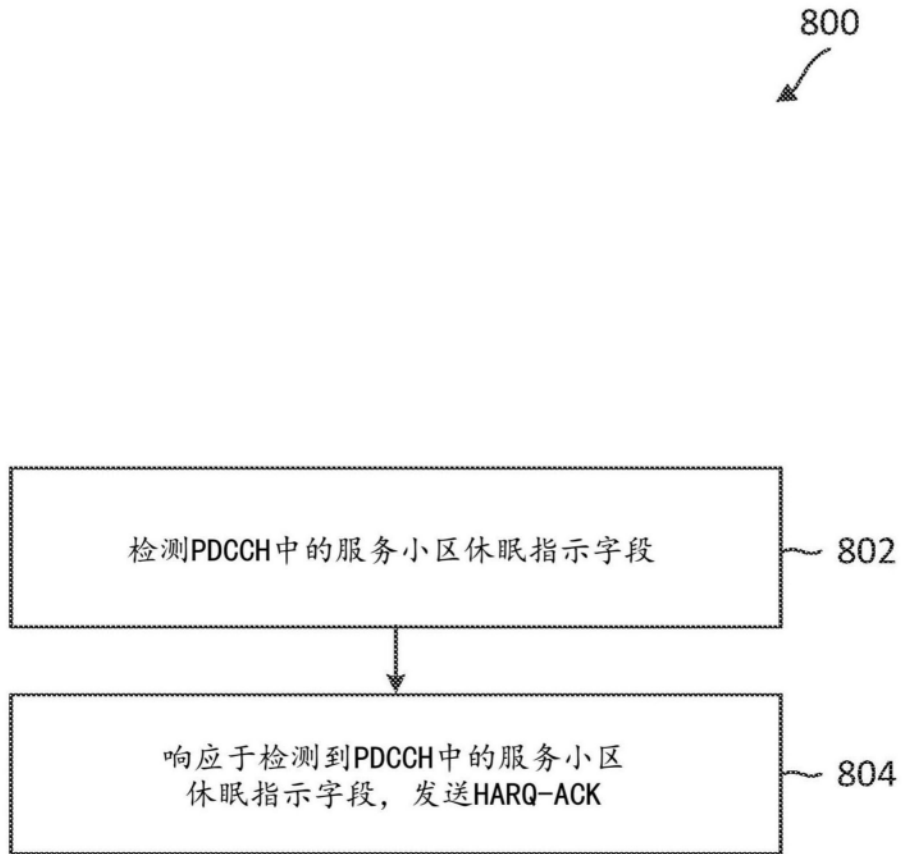 800
检测PDCCH中的服务小区休眠指示字段
802
响应于检测到PDCCH中的服务小区
休眠指示字段，发送HARQ-ACK
804